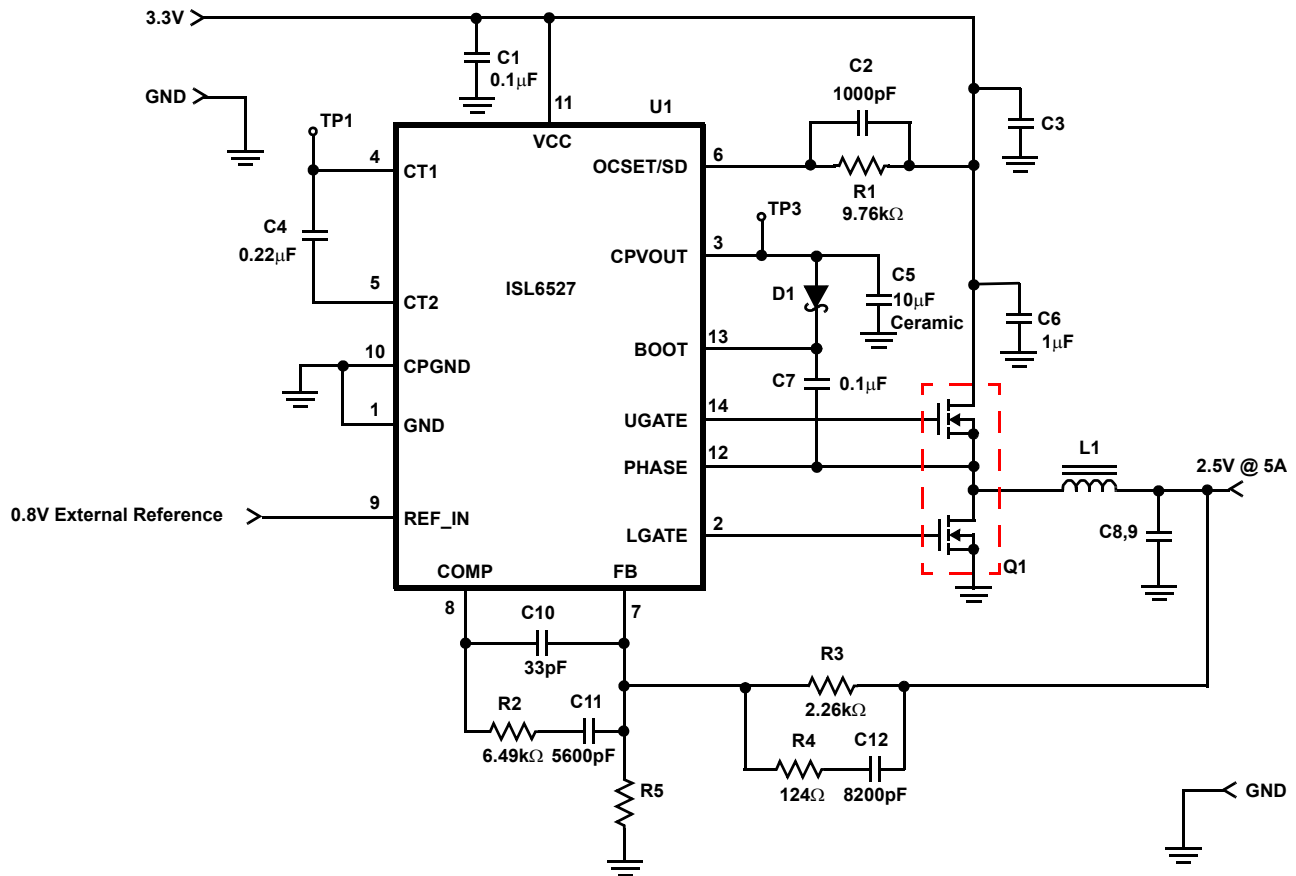 3.3V
C1
0.1μF
GND
TP1
11
U1
VCC
C2
1000pF
C3
4
CT1
OCSET/SD
6
R1
9.76kΩ
C4
0.22μF
TP3
CPVOUT
3
5
CT2
ISL6527
D1
C5
10μF
Ceramic
C6
1μF
10
CPGND
BOOT
13
C7
0.1μF
1
GND
UGATE
14
PHASE
12
L1
2.5V @ 5A
0.8V External Reference
9
REF_IN
LGATE
2
C8,9
Q1
COMP
FB
8
7
C10
33pF
R3
2.26kΩ
R2
6.49kΩ
C11
5600pF
R4
124Ω
C12
8200pF
R5
GND